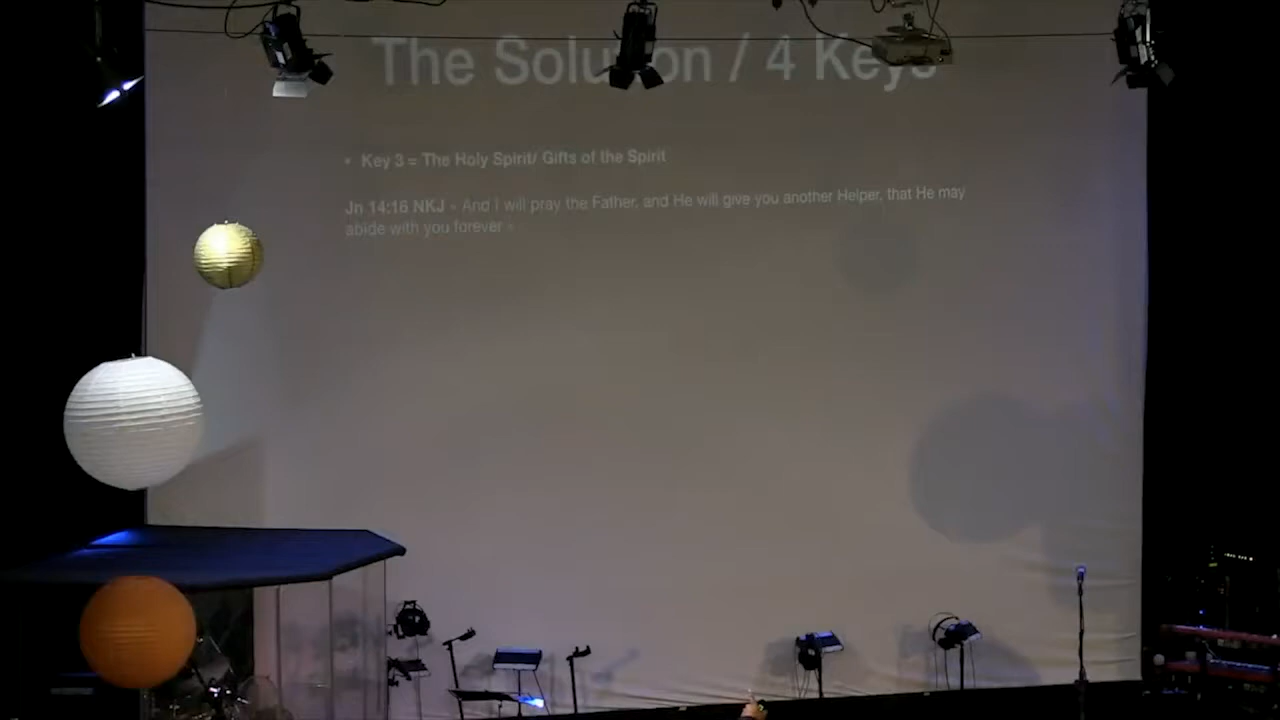 The Solution / 4 Keys
• Key 3 = The Holy Spirit/ Gifts of the Spirit
Jn 14:16 NKJ « And I will pray the Father, and He will give you another Helper, that He may
abide with you forever »